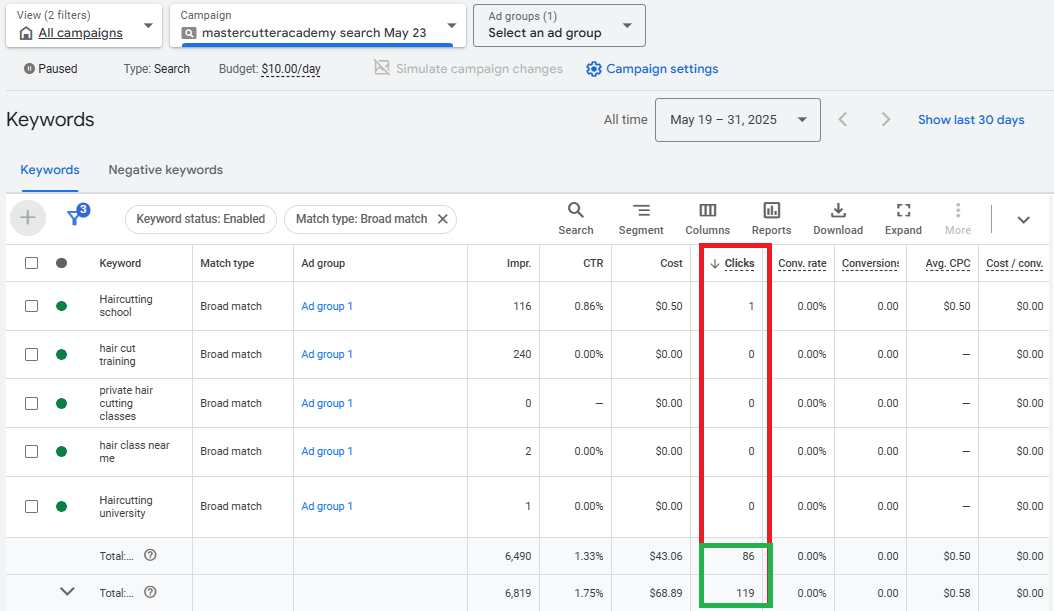 View (2 filters)
All campaigns
Campaign
mastercutteracademy search May 23
Ad groups (1)
Select an ad group
Paused
Type: Search
Budget: $10.00/day
Simulate campaign changes
Campaign settings
Keywords
All time
May 19 – 31, 2025
Show last 30 days
Keywords
Negative keywords
3
Keyword status: Enabled
Match type: Broad match
Search
Segment
Columns
Reports
Download
Expand
More
Keyword Match type Ad group Impr. CTR Cost Clicks Conv. rate Conversions Avg. CPC Cost / conv.
Haircutting
school
Broad match Ad group 1 116 0.86% $0.50 1 0.00% 0.00 $0.50 $0.00
hair cut
training
Broad match Ad group 1 240 0.00% $0.00 0 0.00% 0.00 — $0.00
private hair
cutting
classes
Broad match Ad group 1 0 — $0.00 0 0.00% 0.00 — $0.00
hair class near
me
Broad match Ad group 1 2 0.00% $0.00 0 0.00% 0.00 — $0.00
Haircutting
university
Broad match Ad group 1 1 0.00% $0.00 0 0.00% 0.00 — $0.00
Total:... 6,490 1.33% $43.06 86 0.00% 0.00 $0.50 $0.00
Total:... 6,819 1.75% $68.89 119 0.00% 0.00 $0.58 $0.00